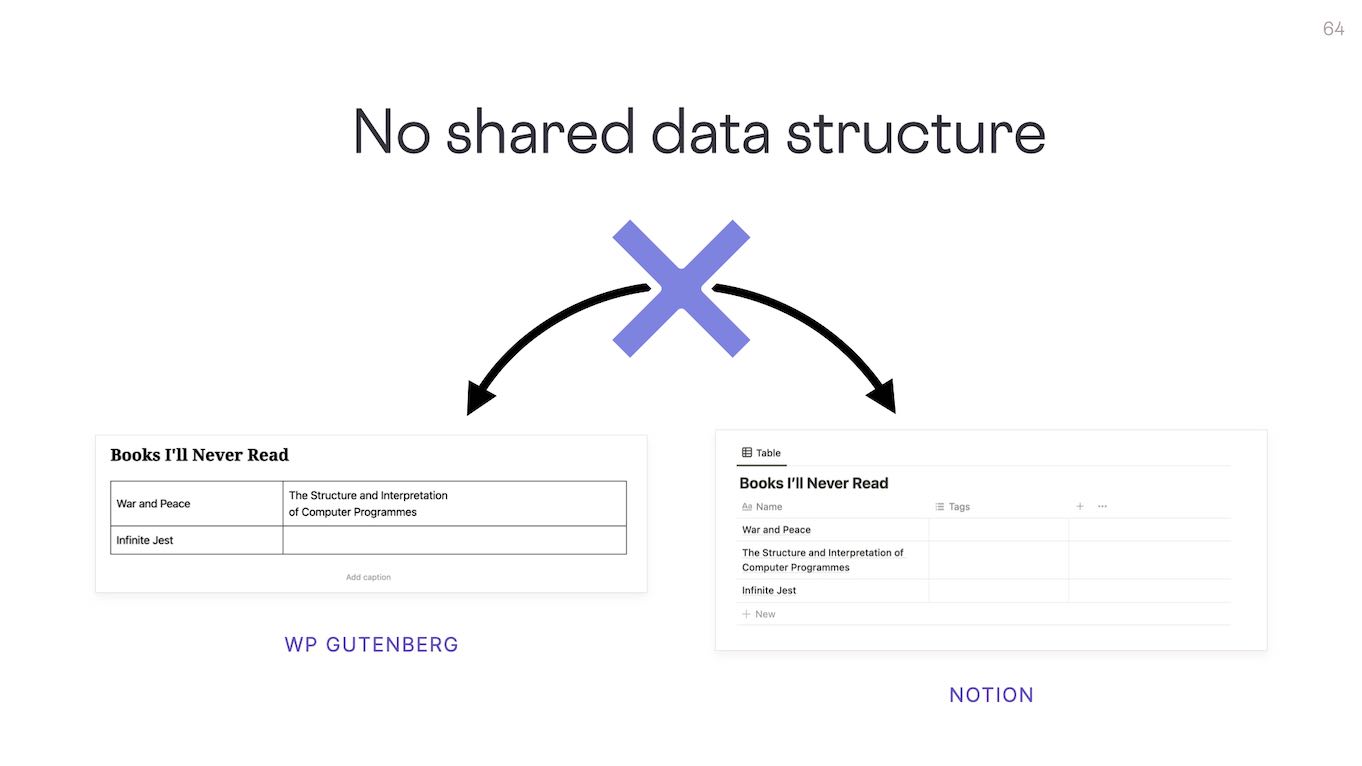 64
No shared data structure
Books I'll Never Read
War and Peace
The Structure and Interpretation
of Computer Programmes
Infinite Jest
Add caption
WP GUTENBERG
Table
Books I’ll Never Read
Aa Name
Tags
+ ···
War and Peace
The Structure and Interpretation of
Computer Programmes
Infinite Jest
+ New
NOTION